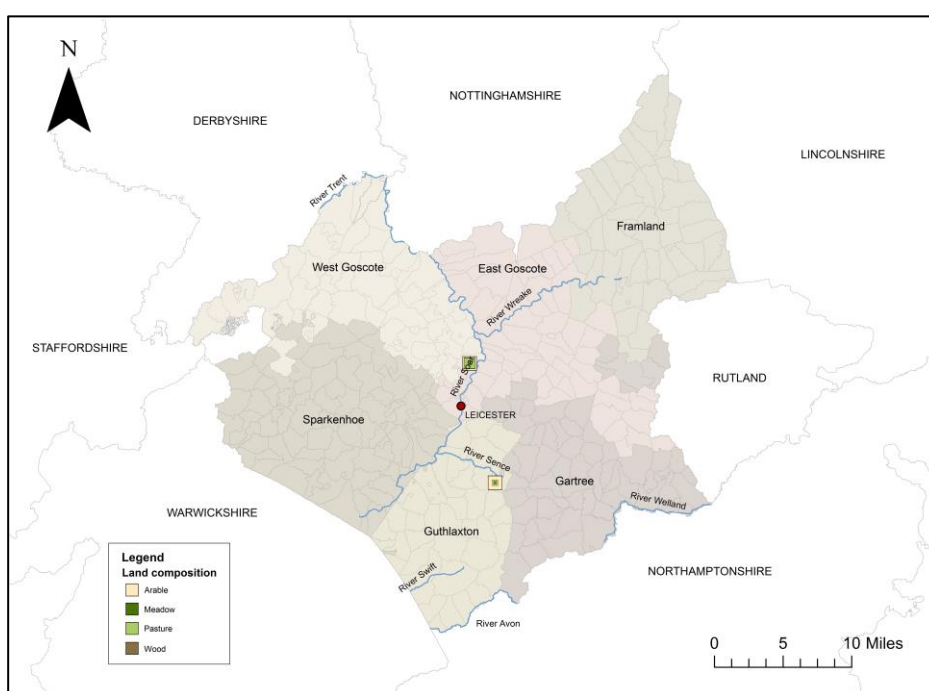 N
NOTTINGHAMSHIRE
DERBYSHIRE
LINCOLNSHIRE
River Trent
Framland
West Goscote
East Goscote
River Wreake
STAFFORDSHIRE
River
RUTLAND
LEICESTER
Sparkenhoe
River Sence
Gartree
River Welland
WARWICKSHIRE
Guthlaxton
Legend
Land composition
Arable
Meadow
Pasture
Wood
River Swift
NORTHAMPTONSHIRE
River Avon
0 5 10 Miles